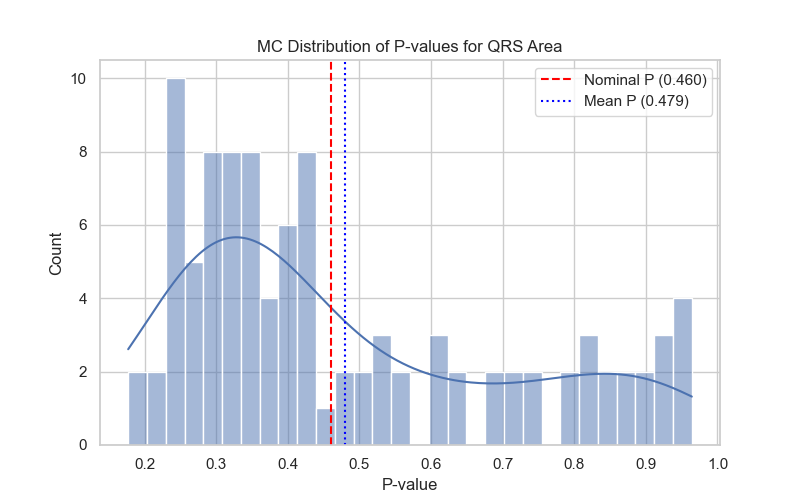 MC Distribution of P-values for QRS Area
Nominal P (0.460)
Mean P (0.479)
Count
10
8
6
4
2
0
0.2 0.3 0.4 0.5 0.6 0.7 0.8 0.9 1.0
P-value